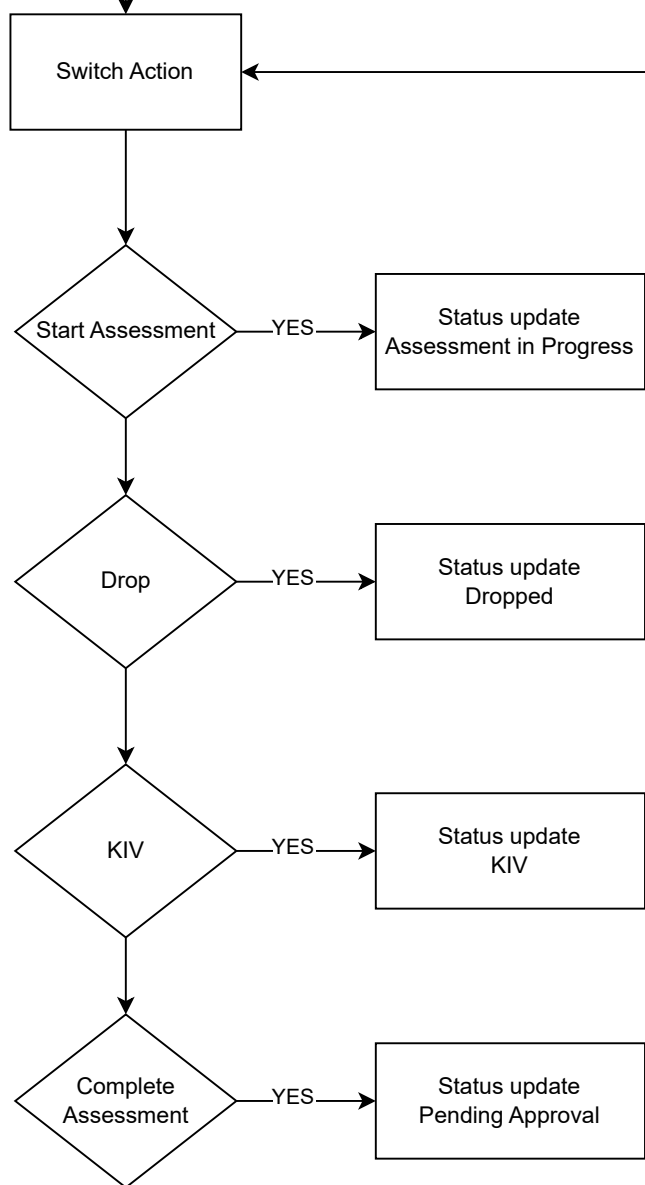 Switch Action
Start Assessment
YES
Status update
Assessment in Progress
Drop
YES
Status update
Dropped
KIV
YES
Status update
KIV
Complete
Assessment
YES
Status update
Pending Approval